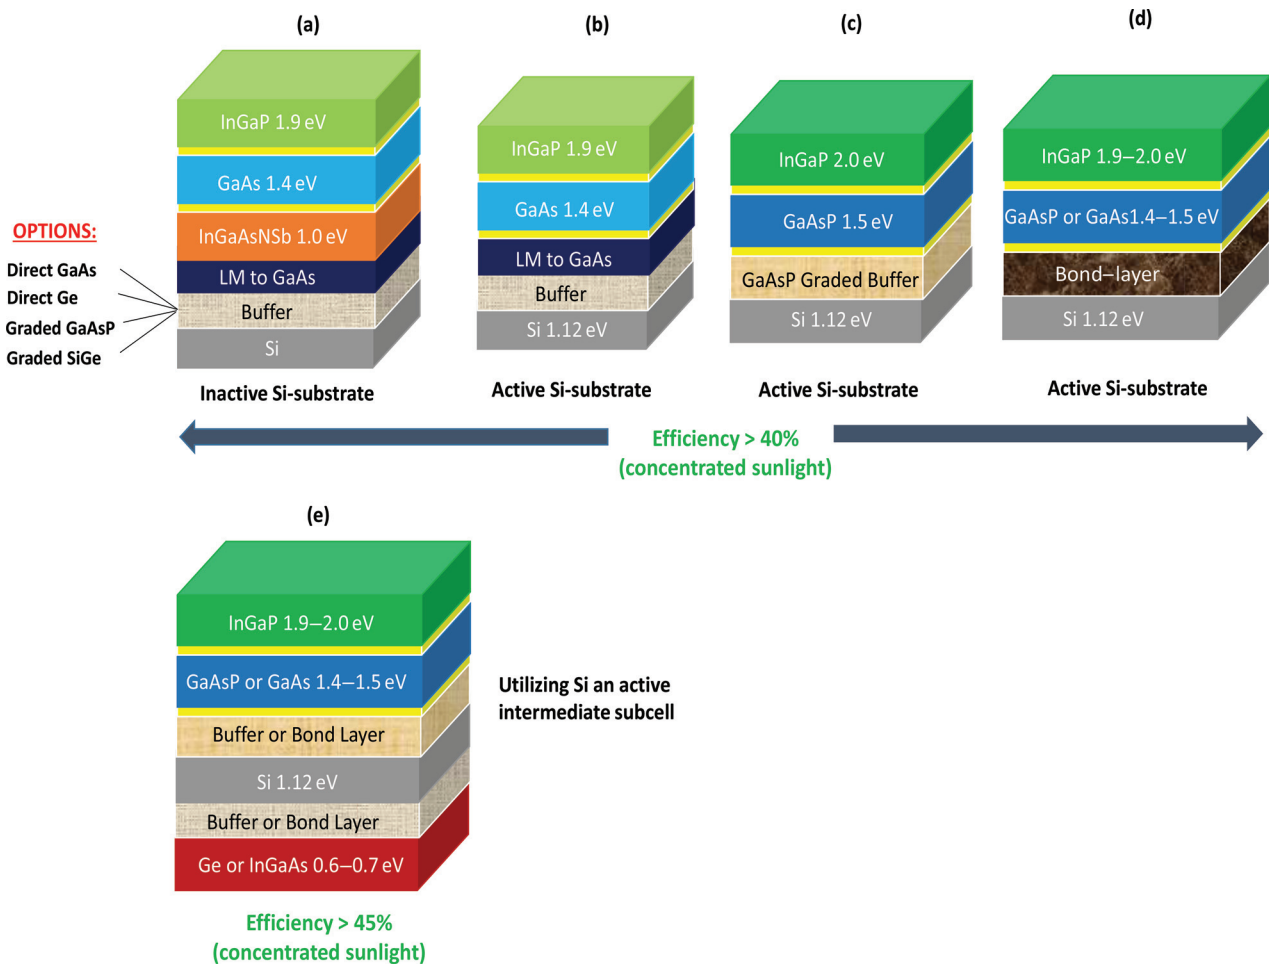 (a)
InGaP 1.9 eV
GaAs 1.4 eV
InGaAsNSb 1.0 eV
LM to GaAs
Buffer
Si
Inactive Si-substrate
OPTIONS:
Direct GaAs
Direct Ge
Graded GaAsP
Graded SiGe
(b)
InGaP 1.9 eV
GaAs 1.4 eV
LM to GaAs
Buffer
Si 1.12 eV
Active Si-substrate
(c)
InGaP 2.0 eV
GaAsP 1.5 eV
GaAsP Graded Buffer
Si 1.12 eV
Active Si-substrate
(d)
InGaP 1.9–2.0 eV
GaAsP or GaAs1.4–1.5 eV
Bond–layer
Si 1.12 eV
Active Si-substrate
Efficiency > 40%
(concentrated sunlight)
(e)
InGaP 1.9–2.0 eV
GaAsP or GaAs 1.4–1.5 eV
Buffer or Bond Layer
Si 1.12 eV
Buffer or Bond Layer
Ge or InGaAs 0.6–0.7 eV
Utilizing Si an active
intermediate subcell
Efficiency > 45%
(concentrated sunlight)